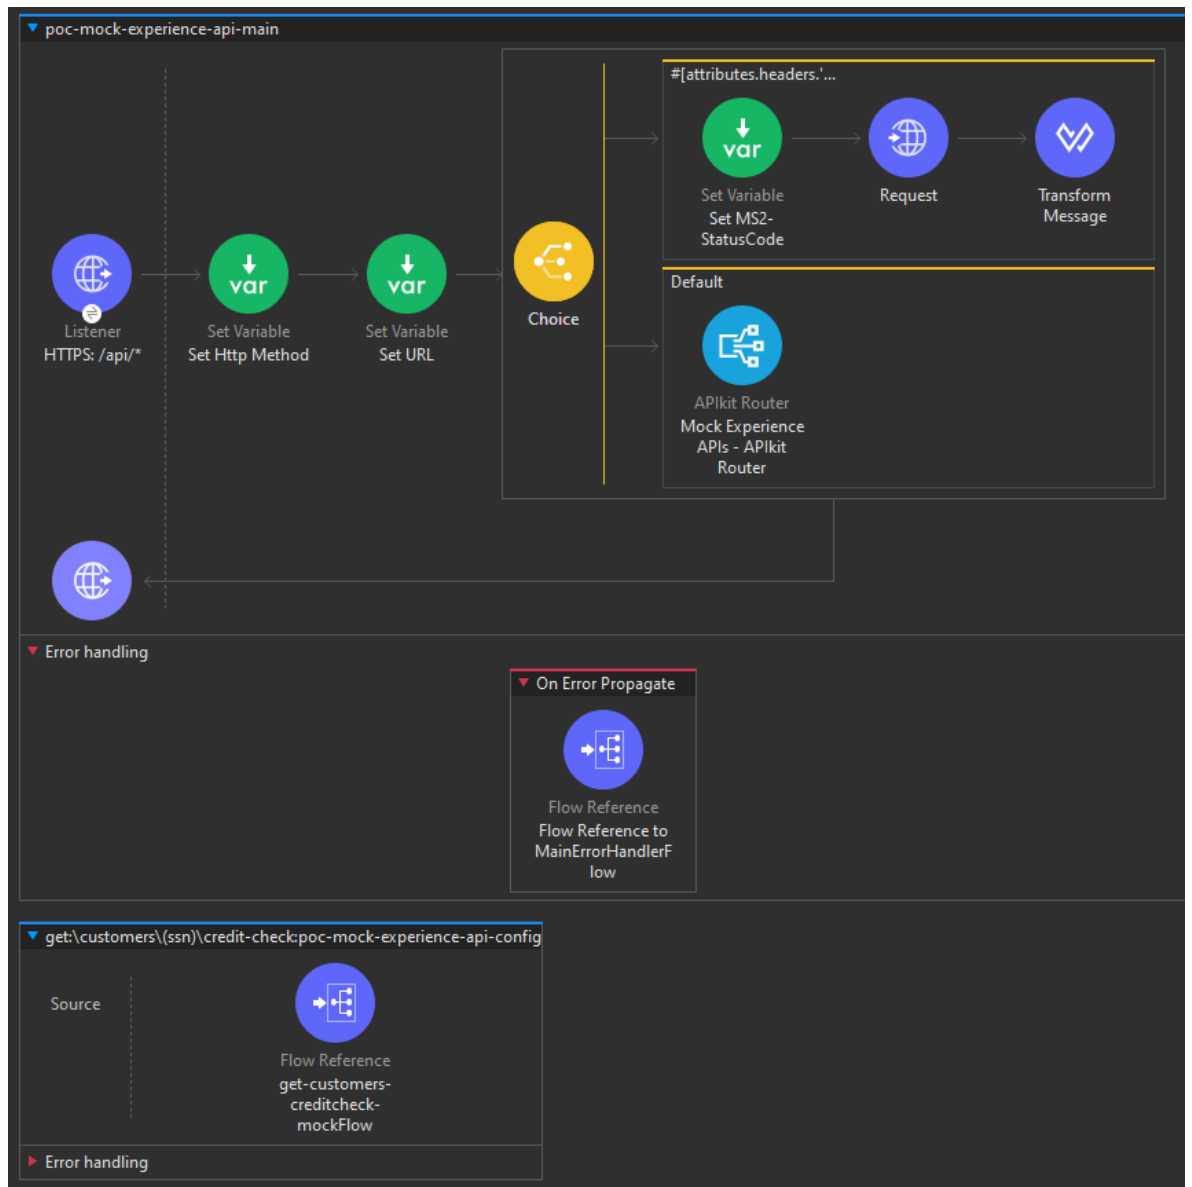 poc-mock-experience-api-main
#[attributes.headers.'...
var
Set Variable
Set MS2-
StatusCode
Request
Transform
Message
Listener
HTTPS: /api/*
var
Set Variable
Set Http Method
var
Set Variable
Set URL
Choice
Default
APIkit Router
Mock Experience
APIs - APIkit
Router
Error handling
On Error Propagate
Flow Reference
Flow Reference to
MainErrorHandlerF
low
get:\customers\(ssn)\credit-check:poc-mock-experience-api-config
Source
Flow Reference
get-customers-
creditcheck-
mockFlow
Error handling